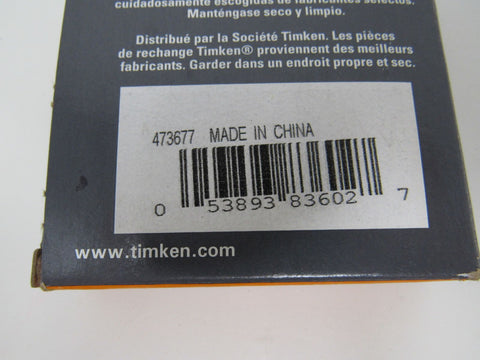 cuidadosamente escogidas de fabricantes selectos.
Manténgase seco y limpio.
Distribué par la Société Timken. Les pièces
de rechange Timken® proviennent des meilleurs
fabricants. Garder dans un endroit propre et sec.
473677 MADE IN CHINA
0 53893 83602 7
www.timken.com